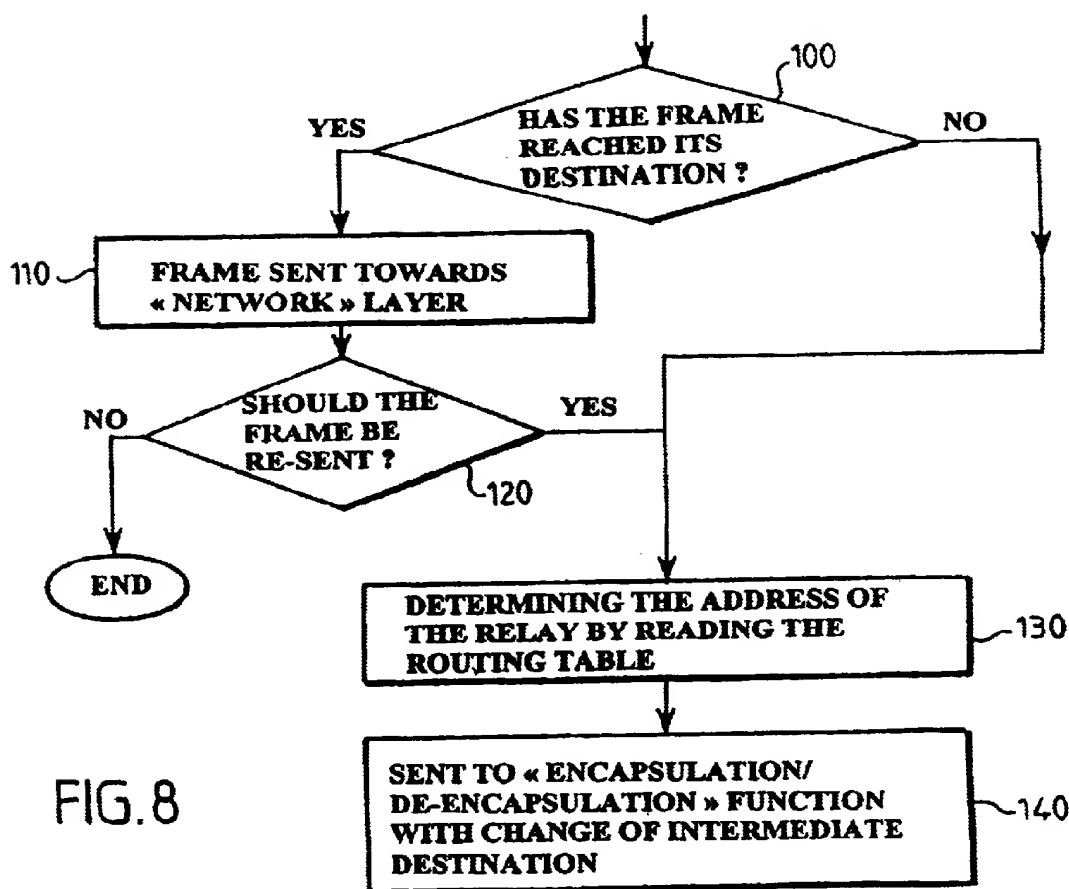 100
HAS THE FRAME
REACHED ITS
DESTINATION ?
YES
NO
110
FRAME SENT TOWARDS
« NETWORK » LAYER
SHOULD THE
FRAME BE
RE-SENT ?
NO
YES
120
END
DETERMINING THE ADDRESS OF
THE RELAY BY READING THE
ROUTING TABLE
130
SENT TO « ENCAPSULATION/
DE-ENCAPSULATION » FUNCTION
WITH CHANGE OF INTERMEDIATE
DESTINATION
140
FIG.8